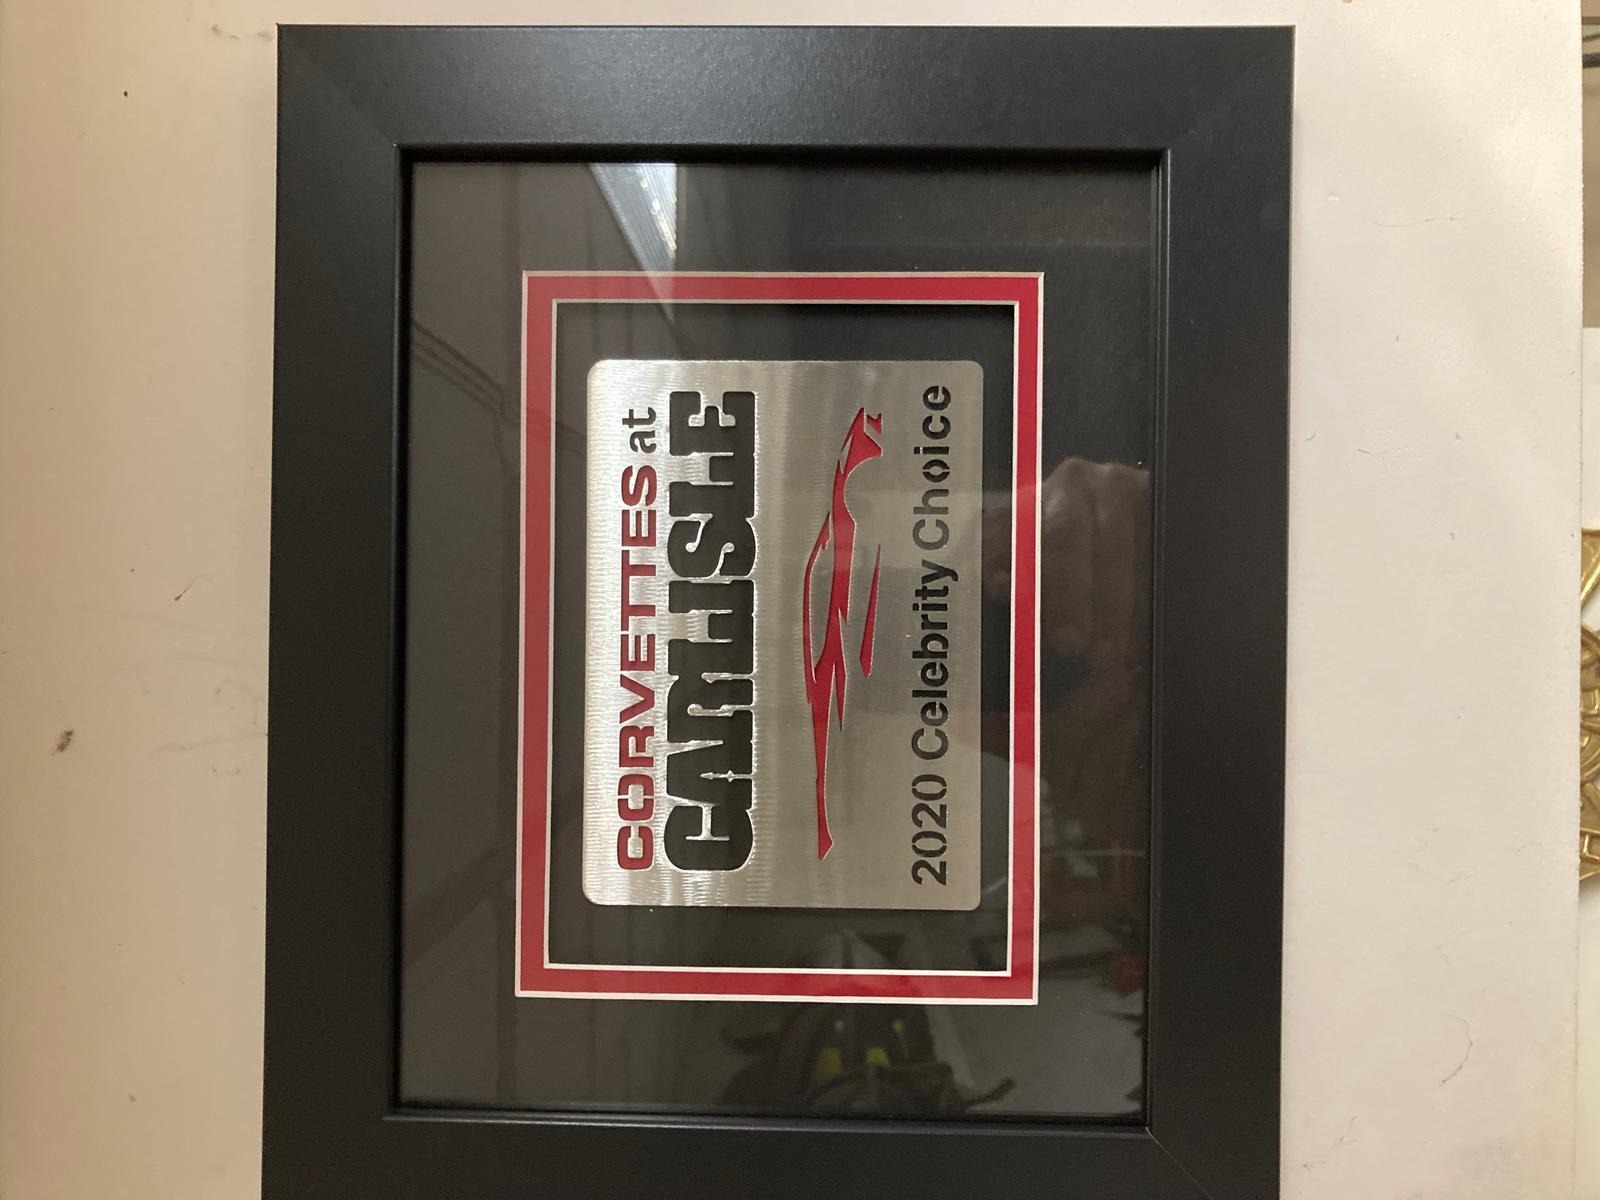 CORVETTES at
CARLISLE
2020 Celebrity Choice